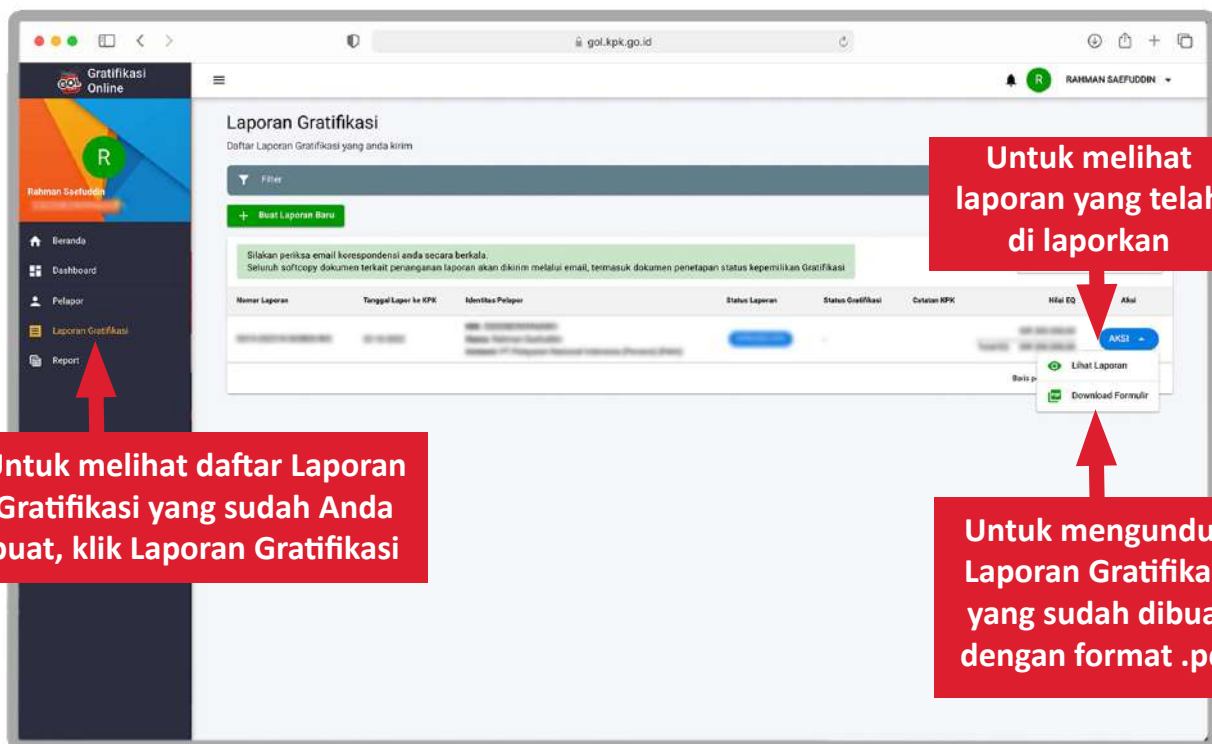 gol.kpk.go.id
Gratifikasi
Online
GOL
R
RAHMAN SAEFUDDIN
R
Rahman Saefuddin
Beranda
Dashboard
Pelapor
Laporan Gratifikasi
Report
Laporan Gratifikasi
Daftar Laporan Gratifikasi yang anda kirim
Filter
+ Buat Laporan Baru
Silakan periksa email korespondensi anda secara berkala.
Seluruh softcopy dokumen terkait penanganan laporan akan dikirim melalui email, termasuk dokumen penetapan status kepemilikan Gratifikasi
Nomor Laporan Tanggal Lapor ke KPK Identitas Pelapor Status Laporan Status Gratifikasi Catatan KPK Nilai EQ Aksi
AKSI
Baris
Lihat Laporan
Download Formulir
Untuk melihat
laporan yang telah
di laporkan
Untuk melihat daftar Laporan
Gratifikasi yang sudah Anda
buat, klik Laporan Gratifikasi
Untuk mengundu
Laporan Gratifika
yang sudah dibua
dengan format .p